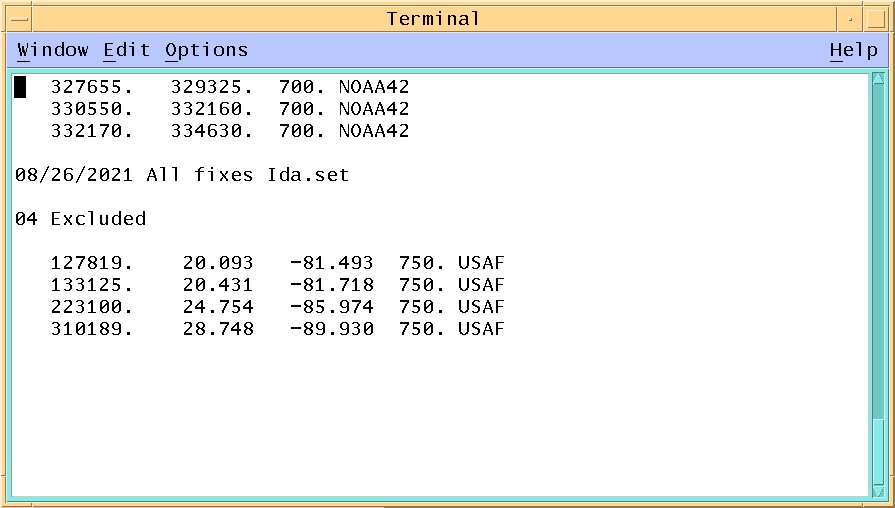 Terminal
Window Edit Options Help
327655. 329325. 700. NOAA42
330550. 332160. 700. NOAA42
332170. 334630. 700. NOAA42
08/26/2021 All fixes Ida.set
04 Excluded
127819. 20.093 -81.493 750. USAF
133125. 20.431 -81.718 750. USAF
223100. 24.754 -85.974 750. USAF
310189. 28.748 -89.930 750. USAF